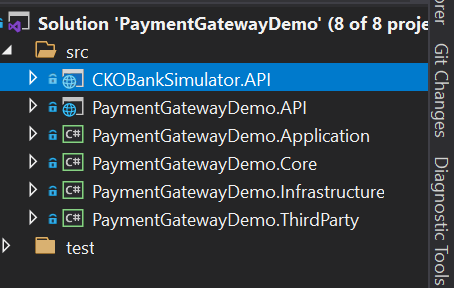 Solution 'PaymentGatewayDemo' (8 of 8 proje
src
CKOBankSimulator.API
PaymentGatewayDemo.API
C# PaymentGatewayDemo.Application
C# PaymentGatewayDemo.Core
C# PaymentGatewayDemo.Infrastructure
C# PaymentGatewayDemo.ThirdParty
test
orer
Git Changes
Diagnostic Tools